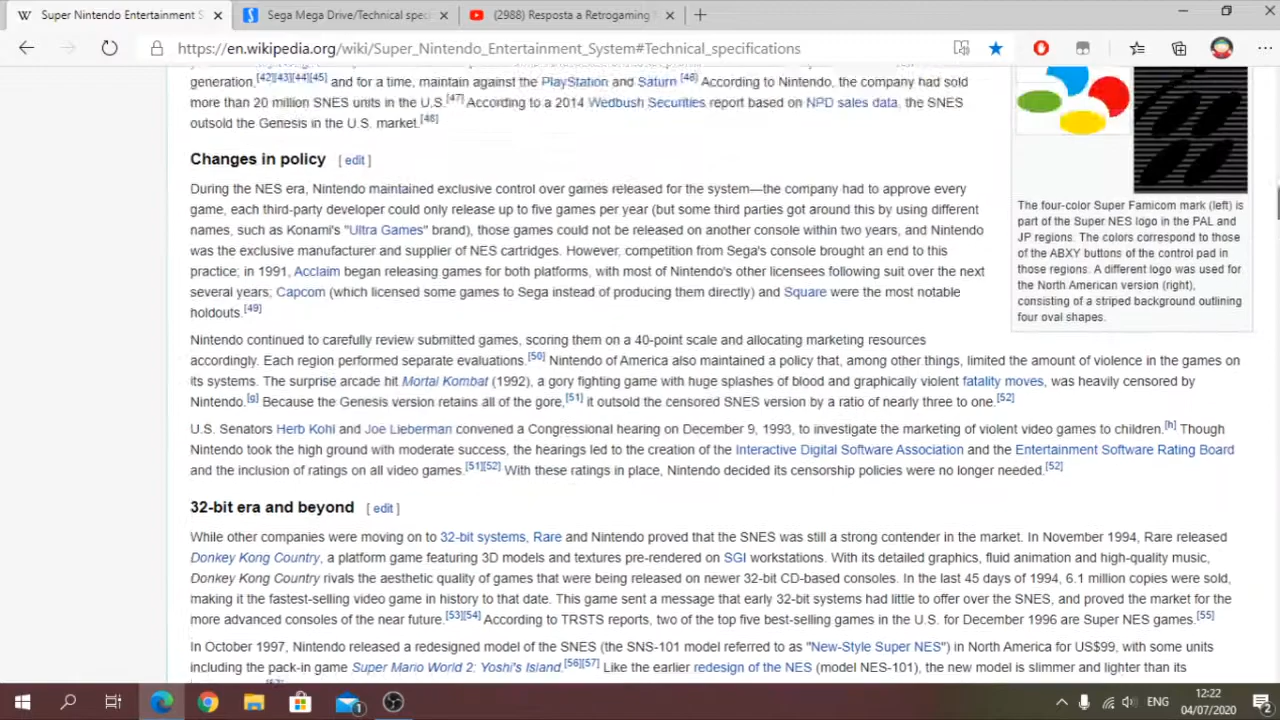 Super Nintendo Entertainment S
Sega Mega Drive/Technical speci
(2988) Resposta a Retrogaming
https://en.wikipedia.org/wiki/Super_Nintendo_Entertainment_System#Technical_specifications
generation,[42][43][44][45] and for a time, managed against the PlayStation and Saturn.[46] According to Nintendo, the company had sold
more than 20 million SNES units in the U.S.[47] According to a 2014 Wedbush Securities report based on NPD sales data, the SNES
outsold the Genesis in the U.S. market.[48]
Changes in policy [ edit ]
During the NES era, Nintendo maintained exclusive control over games released for the system—the company had to approve every
game, each third-party developer could only release up to five games per year (but some third parties got around this by using different
names, such as Konami's "Ultra Games" brand), those games could not be released on another console within two years, and Nintendo
was the exclusive manufacturer and supplier of NES cartridges. However, competition from Sega's console brought an end to this
practice; in 1991, Acclaim began releasing games for both platforms, with most of Nintendo's other licensees following suit over the next
several years; Capcom (which licensed some games to Sega instead of producing them directly) and Square were the most notable
holdouts.[49]
The four-color Super Famicom mark (left) is
part of the Super NES logo in the PAL and
JP regions. The colors correspond to those
of the ABXY buttons of the control pad in
those regions. A different logo was used for
the North American version (right),
consisting of a striped background outlining
four oval shapes.
Nintendo continued to carefully review submitted games, scoring them on a 40-point scale and allocating marketing resources
accordingly. Each region performed separate evaluations.[50] Nintendo of America also maintained a policy that, among other things, limited the amount of violence in the games on
its systems. The surprise arcade hit Mortal Kombat (1992), a gory fighting game with huge splashes of blood and graphically violent fatality moves, was heavily censored by
Nintendo.[g] Because the Genesis version retains all of the gore,[51] it outsold the censored SNES version by a ratio of nearly three to one.[52]
U.S. Senators Herb Kohl and Joe Lieberman convened a Congressional hearing on December 9, 1993, to investigate the marketing of violent video games to children.[h] Though
Nintendo took the high ground with moderate success, the hearings led to the creation of the Interactive Digital Software Association and the Entertainment Software Rating Board
and the inclusion of ratings on all video games.[51][52] With these ratings in place, Nintendo decided its censorship policies were no longer needed.[52]
32-bit era and beyond [ edit ]
While other companies were moving on to 32-bit systems, Rare and Nintendo proved that the SNES was still a strong contender in the market. In November 1994, Rare released
Donkey Kong Country, a platform game featuring 3D models and textures pre-rendered on SGI workstations. With its detailed graphics, fluid animation and high-quality music,
Donkey Kong Country rivals the aesthetic quality of games that were being released on newer 32-bit CD-based consoles. In the last 45 days of 1994, 6.1 million copies were sold,
making it the fastest-selling video game in history to that date. This game sent a message that early 32-bit systems had little to offer over the SNES, and proved the market for the
more advanced consoles of the near future.[53][54] According to TRSTS reports, two of the top five best-selling games in the U.S. for December 1996 are Super NES games.[55]
In October 1997, Nintendo released a redesigned model of the SNES (the SNS-101 model referred to as "New-Style Super NES") in North America for US$99, with some units
including the pack-in game Super Mario World 2: Yoshi's Island.[56][57] Like the earlier redesign of the NES (model NES-101), the new model is slimmer and lighter than its
1
ENG
12:22
04/07/2020
2